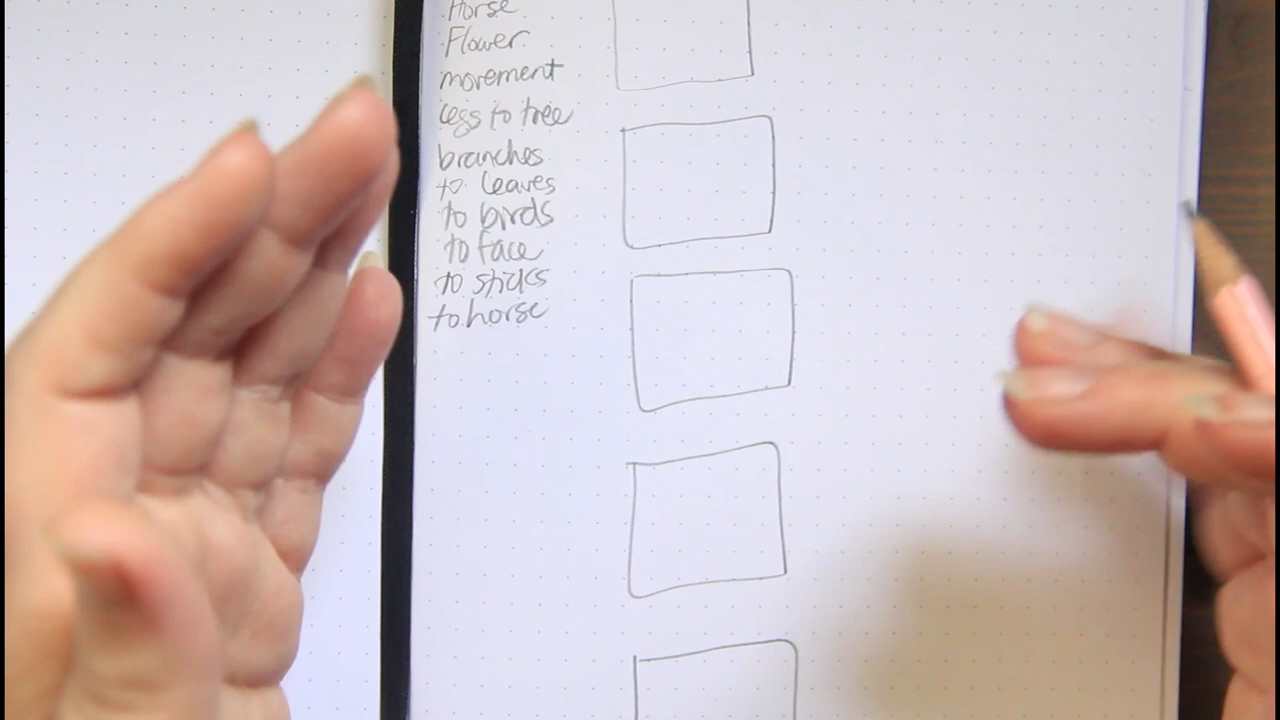 Horse
Flower
movement
legs to tree
branches
to leaves
to birds
to face
to sticks
to horse